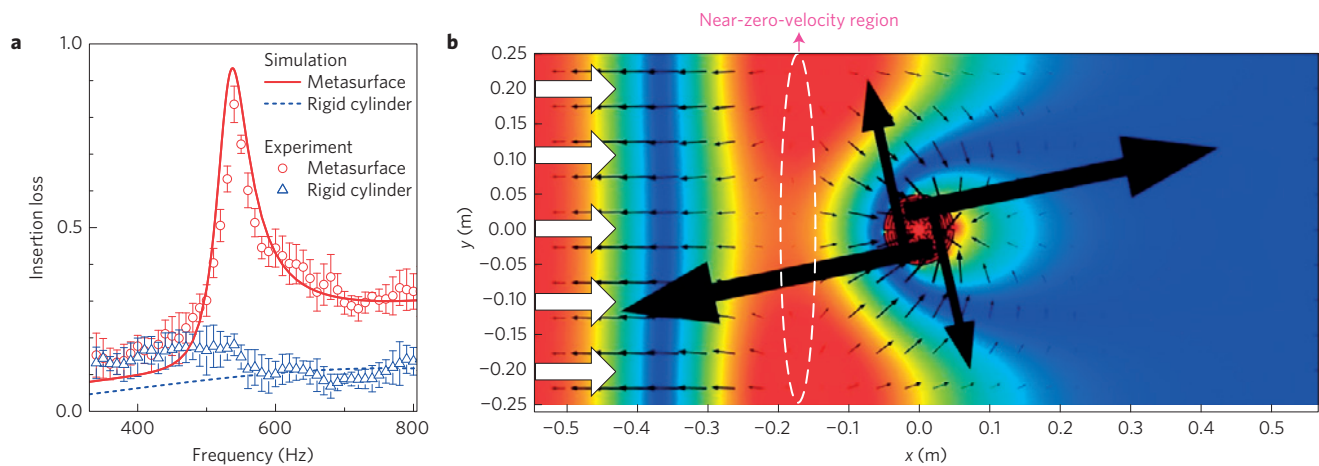 Near-zero-velocity region
a
1.0
0.5
0.0
Insertion loss
Simulation
Metasurface
Rigid cylinder
Experiment
Metasurface
Rigid cylinder
400
600
800
Frequency (Hz)
b
0.25
0.20
0.15
0.10
0.05
0.00
−0.05
−0.10
−0.15
−0.20
−0.25
y (m)
−0.5
−0.4
−0.3
−0.2
−0.1
0.0
0.1
0.2
0.3
0.4
0.5
x (m)